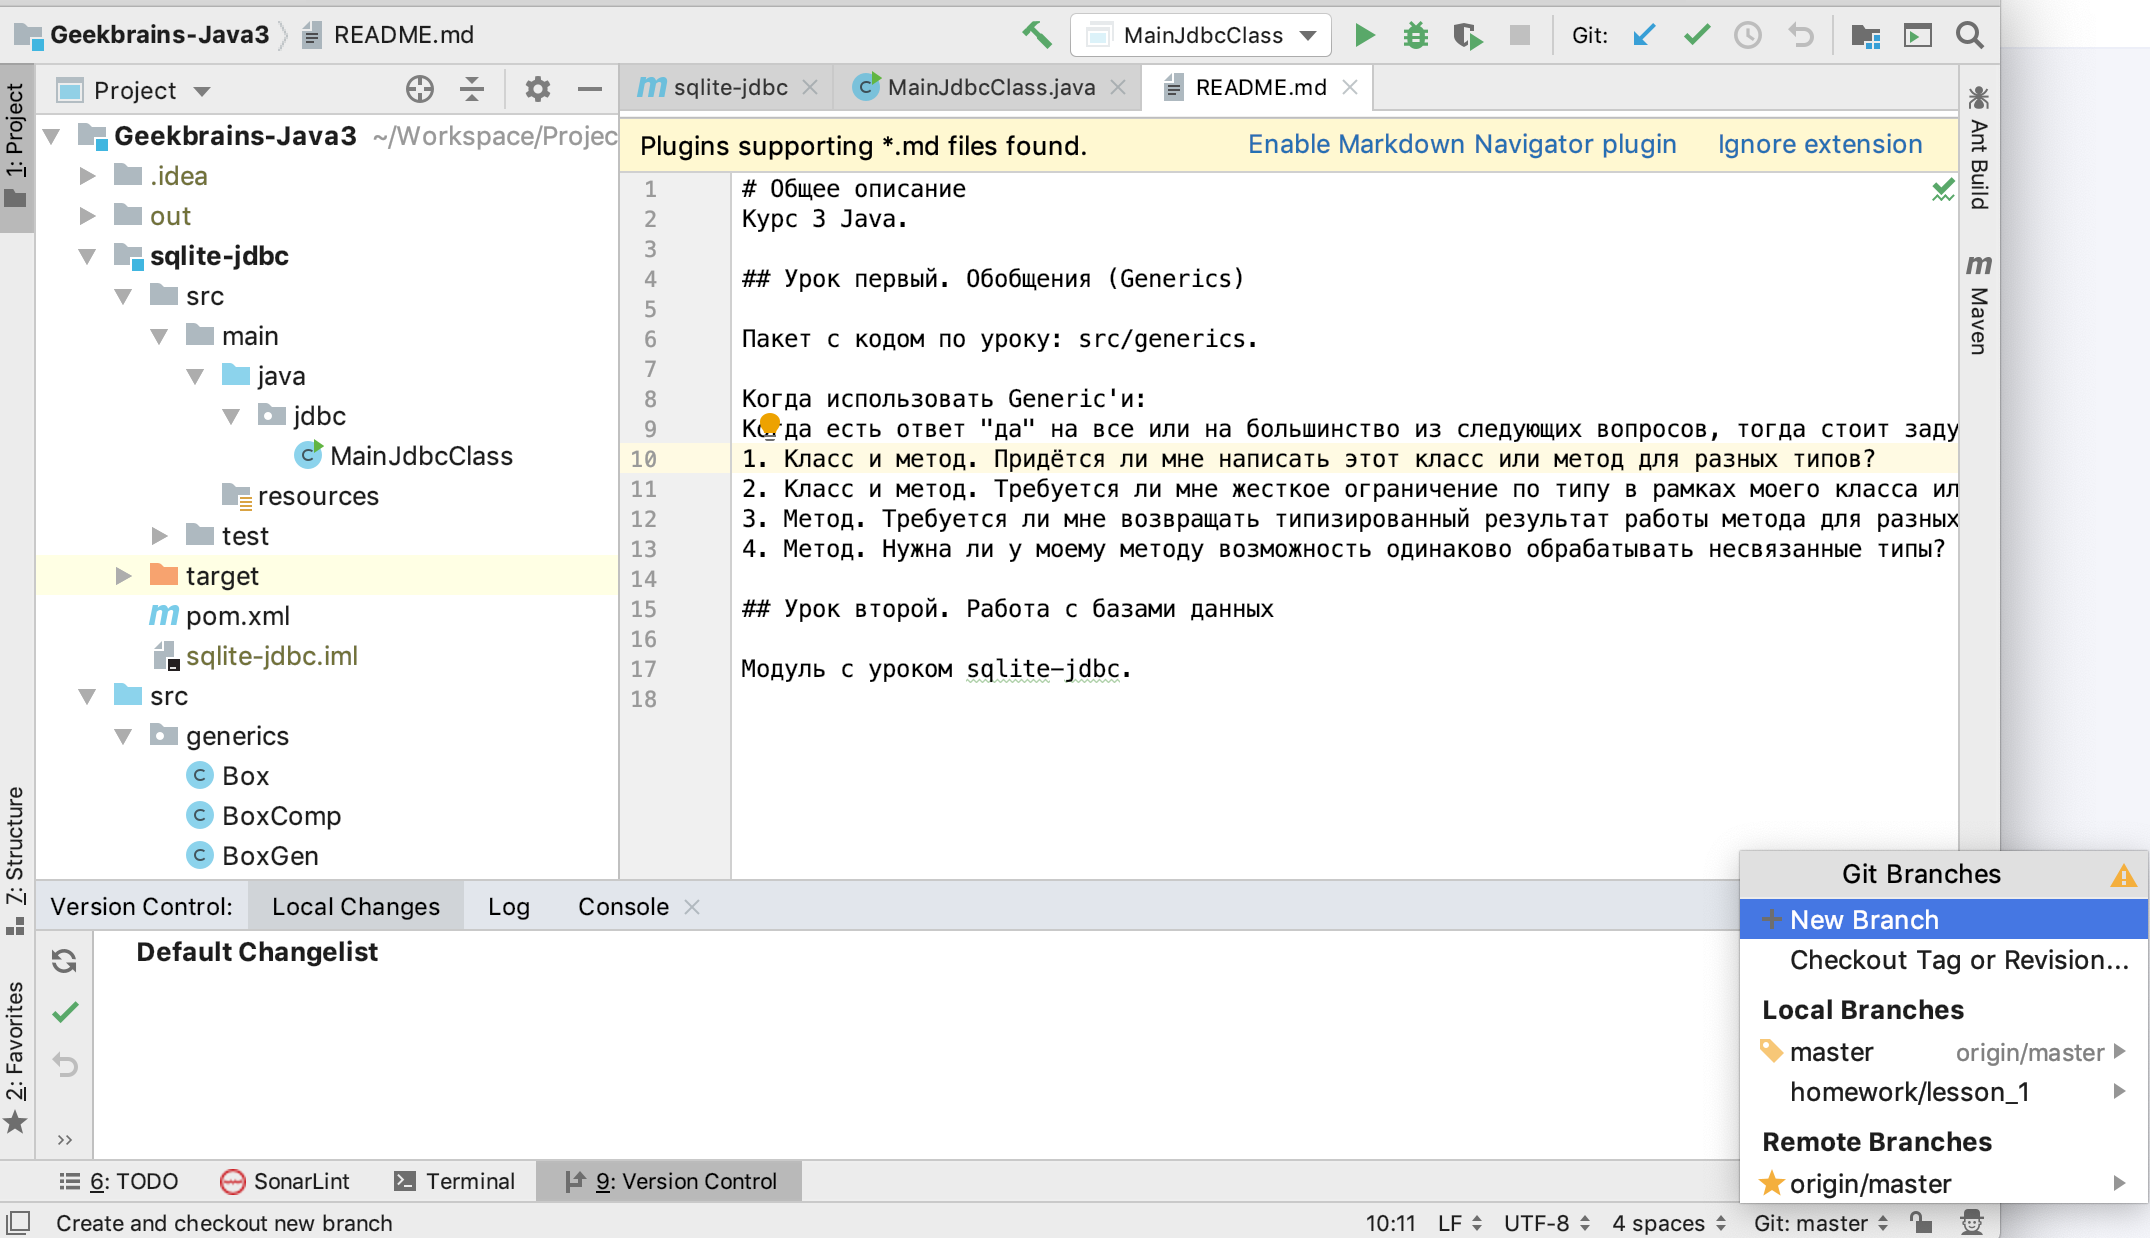 Geekbrains-Java3 README.md
MainJdbcClass
Git:
1: Project
Project
sqlite-jdbc
MainJdbcClass.java
README.md
Geekbrains-Java3 ~/Workspace/Projec
.idea
out
sqlite-jdbc
src
main
java
jdbc
MainJdbcClass
resources
test
target
pom.xml
sqlite-jdbc.iml
src
generics
Box
BoxComp
BoxGen
Plugins supporting *.md files found. Enable Markdown Navigator plugin Ignore extension
1 # Общее описание
2 Курс 3 Java.
3
4 ## Урок первый. Обобщения (Generics)
5
6 Пакет с кодом по уроку: src/generics.
7
8 Когда использовать Generic'и:
9 Когда есть ответ "да" на все или на большинство из следующих вопросов, тогда стоит заду
10 1. Класс и метод. Придётся ли мне написать этот класс или метод для разных типов?
11 2. Класс и метод. Требуется ли мне жесткое ограничение по типу в рамках моего класса ил
12 3. Метод. Требуется ли мне возвращать типизированный результат работы метода для разных
13 4. Метод. Нужна ли у моему методу возможность одинаково обрабатывать несвязанные типы?
14
15 ## Урок второй. Работа с базами данных
16
17 Модуль с уроком sqlite-jdbc.
18
Ant Build
m Maven
7: Structure
2: Favorites
Version Control: Local Changes Log Console
Default Changelist
Git Branches
New Branch
Checkout Tag or Revision...
Local Branches
master origin/master
homework/lesson_1
Remote Branches
origin/master
6: TODO SonarLint Terminal 9: Version Control
Create and checkout new branch 10:11 LF UTF-8 4 spaces Git: master